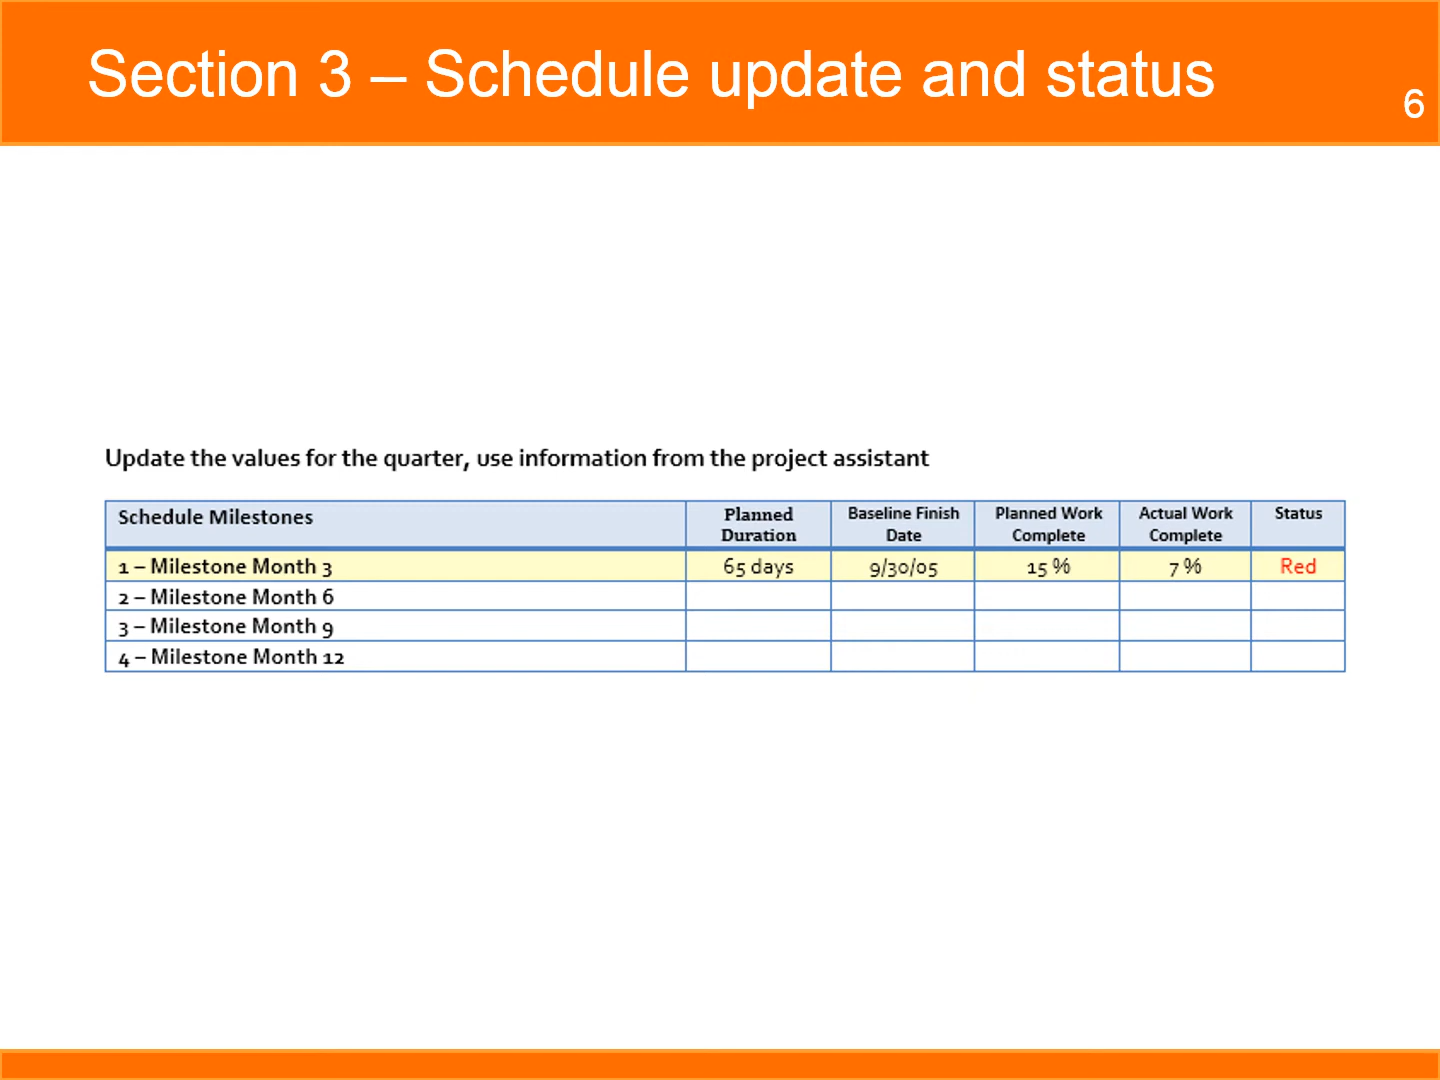 Section 3 – Schedule update and status
6
Update the values for the quarter, use information from the project assistant
Schedule Milestones Planned Duration Baseline Finish Date Planned Work Complete Actual Work Complete Status
1 – Milestone Month 3 65 days 9/30/05 15 % 7 % Red
2 – Milestone Month 6
3 – Milestone Month 9
4 – Milestone Month 12